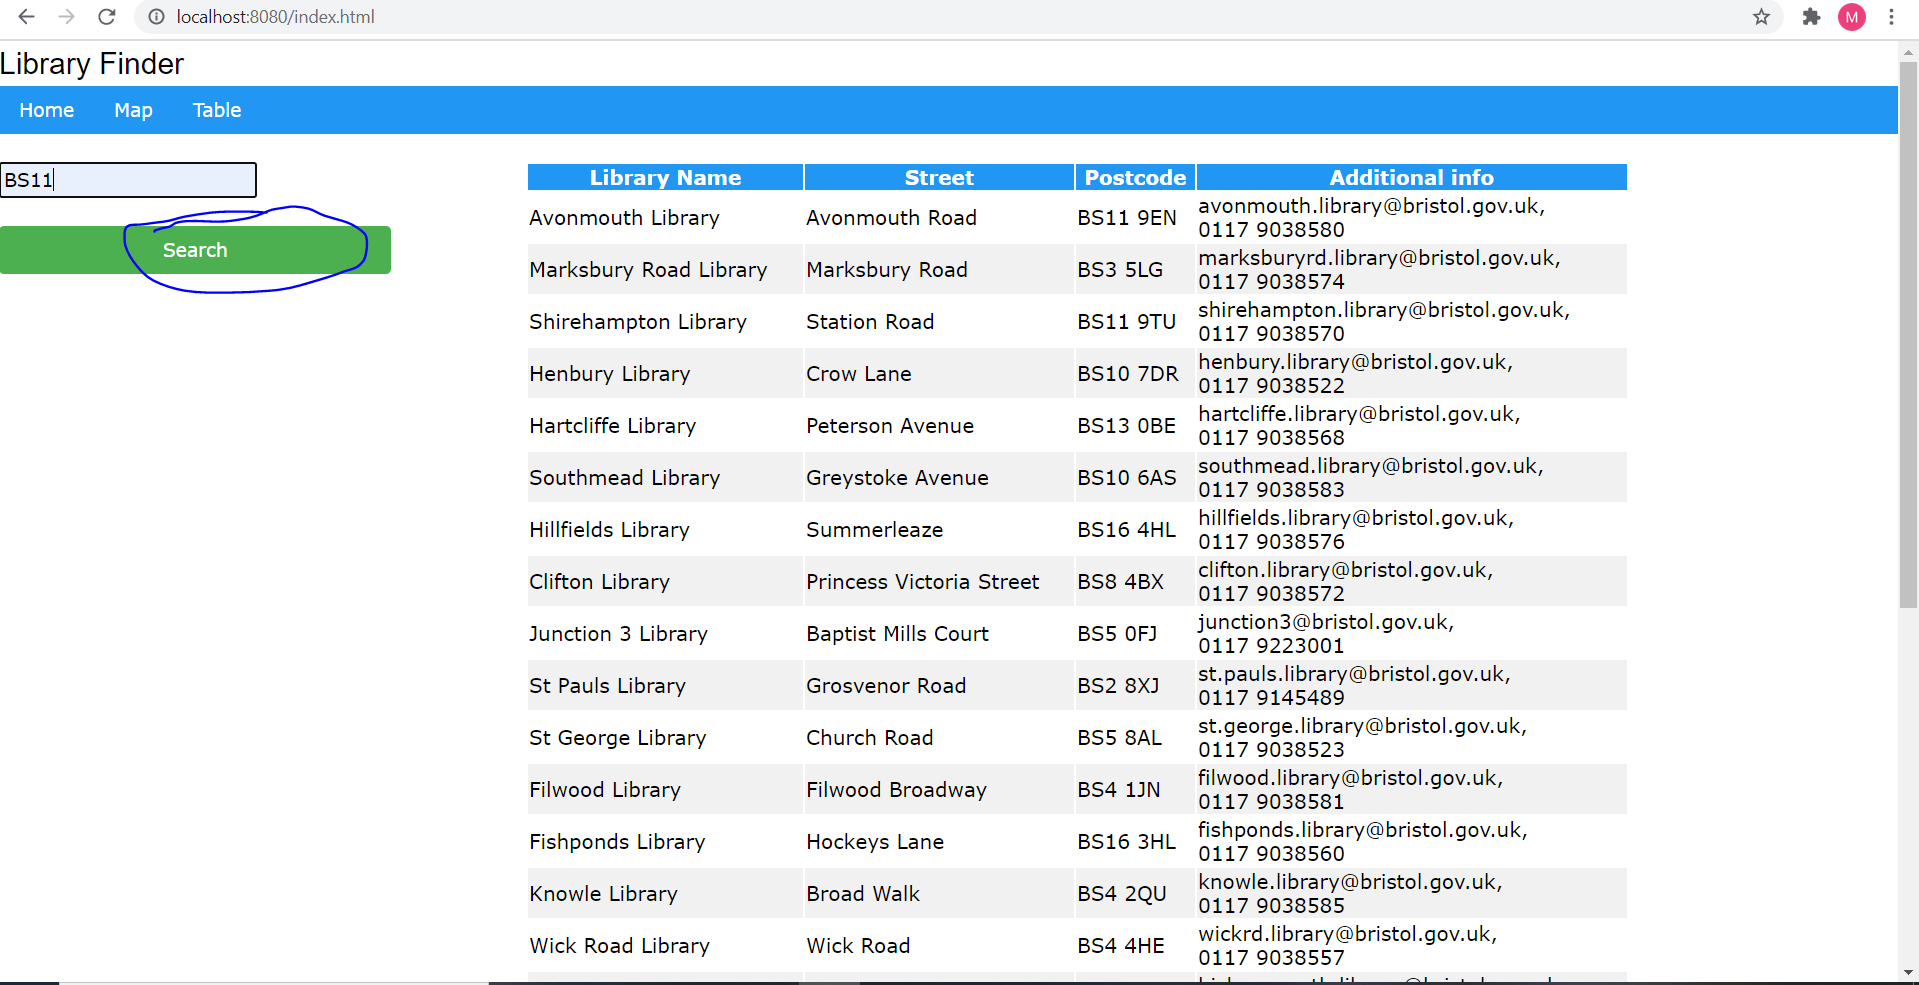 localhost:8080/index.html
M
Library Finder
Home Map Table
BS11
Search
Library Name Street Postcode Additional info
Avonmouth Library Avonmouth Road BS11 9EN avonmouth.library@bristol.gov.uk,
0117 9038580
Marksbury Road Library Marksbury Road BS3 5LG marksburyrd.library@bristol.gov.uk,
0117 9038574
Shirehampton Library Station Road BS11 9TU shirehampton.library@bristol.gov.uk,
0117 9038570
Henbury Library Crow Lane BS10 7DR henbury.library@bristol.gov.uk,
0117 9038522
Hartcliffe Library Peterson Avenue BS13 0BE hartcliffe.library@bristol.gov.uk,
0117 9038568
Southmead Library Greystoke Avenue BS10 6AS southmead.library@bristol.gov.uk,
0117 9038583
Hillfields Library Summerleaze BS16 4HL hillfields.library@bristol.gov.uk,
0117 9038576
Clifton Library Princess Victoria Street BS8 4BX clifton.library@bristol.gov.uk,
0117 9038572
Junction 3 Library Baptist Mills Court BS5 0FJ junction3@bristol.gov.uk,
0117 9223001
St Pauls Library Grosvenor Road BS2 8XJ st.pauls.library@bristol.gov.uk,
0117 9145489
St George Library Church Road BS5 8AL st.george.library@bristol.gov.uk,
0117 9038523
Filwood Library Filwood Broadway BS4 1JN filwood.library@bristol.gov.uk,
0117 9038581
Fishponds Library Hockeys Lane BS16 3HL fishponds.library@bristol.gov.uk,
0117 9038560
Knowle Library Broad Walk BS4 2QU knowle.library@bristol.gov.uk,
0117 9038585
Wick Road Library Wick Road BS4 4HE wickrd.library@bristol.gov.uk,
0117 9038557